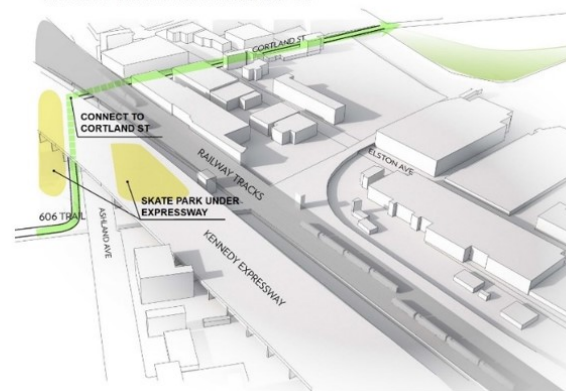 CORTLAND ST
CONNECT TO
CORTLAND ST
ELSTON AVE
RAILWAY TRACKS
SKATE PARK UNDER
EXPRESSWAY
606 TRAIL
ASHLAND AVE
KENNEDY EXPRESSWAY